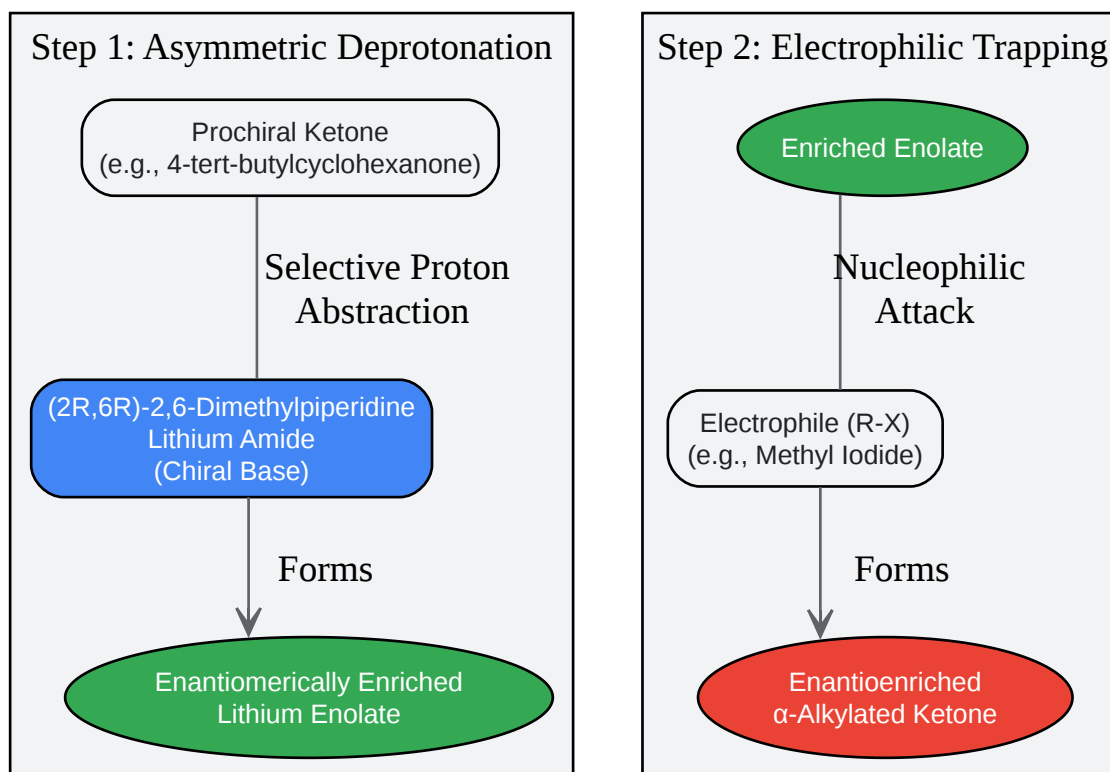 Step 1: Asymmetric Deprotonation
Prochiral Ketone
(e.g., 4-tert-butylcyclohexanone)
Selective Proton
Abstraction
(2R,6R)-2,6-Dimethylpiperidine
Lithium Amide
(Chiral Base)
Forms
Enantiomerically Enriched
Lithium Enolate
Step 2: Electrophilic Trapping
Enriched Enolate
Nucleophilic
Attack
Electrophile (R-X)
(e.g., Methyl Iodide)
Forms
Enantioenriched
α-Alkylated Ketone